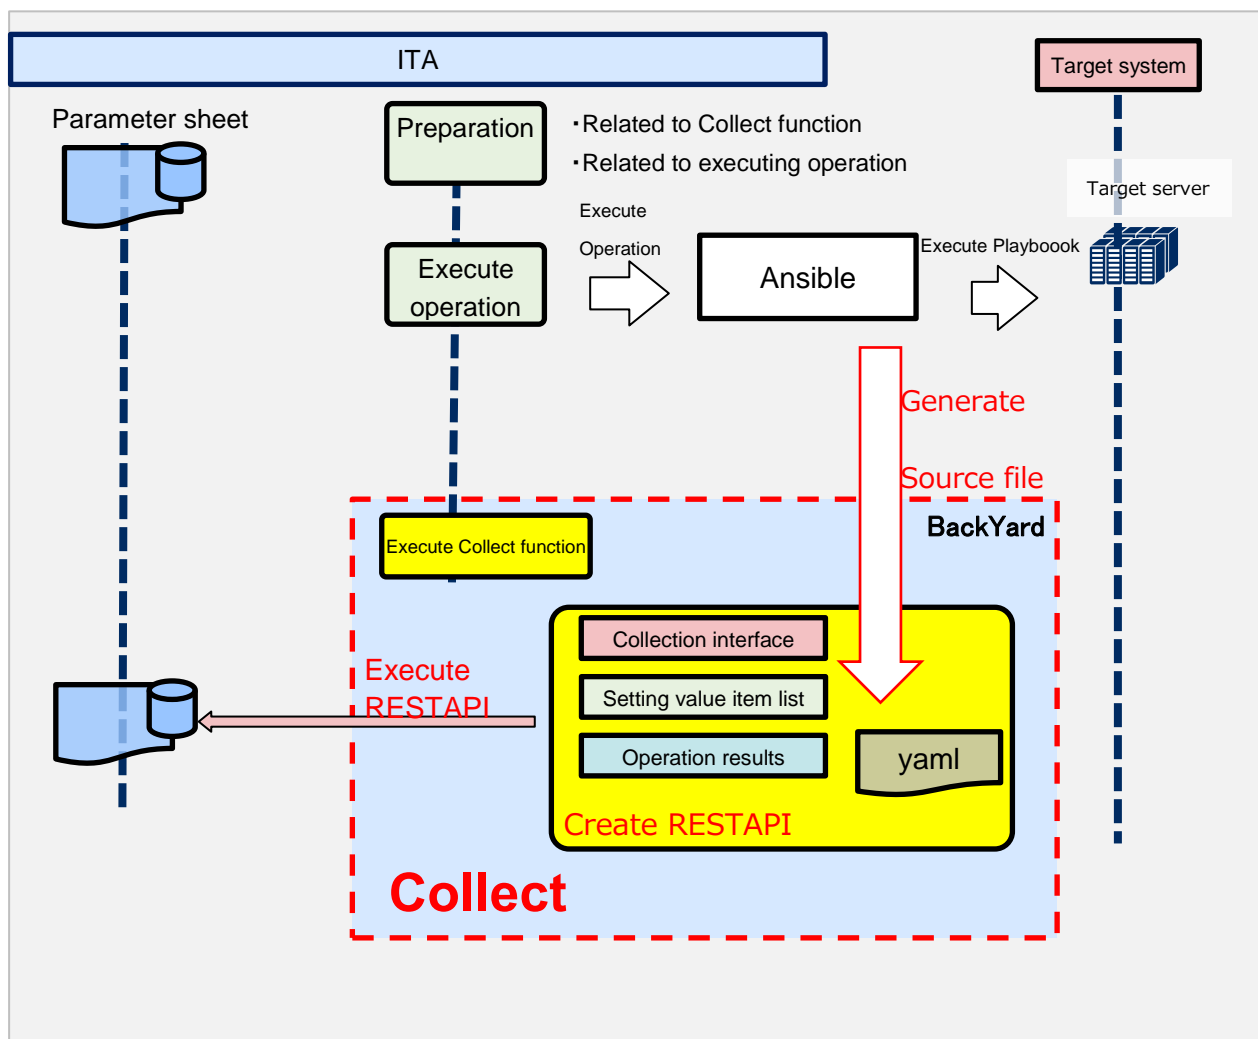 ITA
Target system
Parameter sheet
Preparation
・Related to Collect function
・Related to executing operation
Target server
Execute
Operation
Execute
operation
Ansible
Execute Playboook
Generate
Source file
BackYard
Execute Collect function
Collection interface
Setting value item list
Operation results
yaml
Create RESTAPI
Execute
RESTAPI
Collect